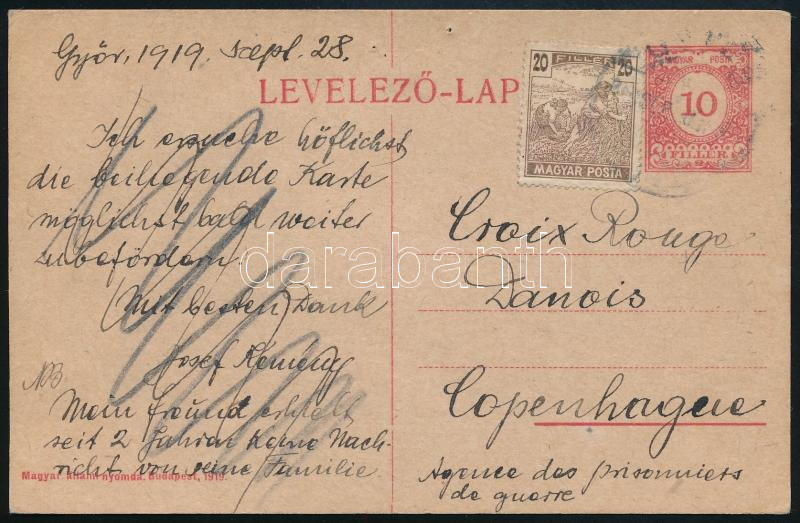 Győr, 1919 szept. 28.
LEVELEZŐ-LAP
Ich ersuche höflichst
die beiliegende Karte
möglichst bald weiter
zubefördern.
Mit besten Dank
Josef Kemény
NB
Mein freund erhielt
seit 2 Jahren keine Nach-
richt von seine Familie.
Magyar állami nyomda, Budapest, 1919.
20 FILLÉR 20
MAGYAR POSTA
MAGYAR POSTA
10
FILLÉR
Croix Rouge
Danois
Copenhague
Agence des prisonniers
de guerre
darabanth